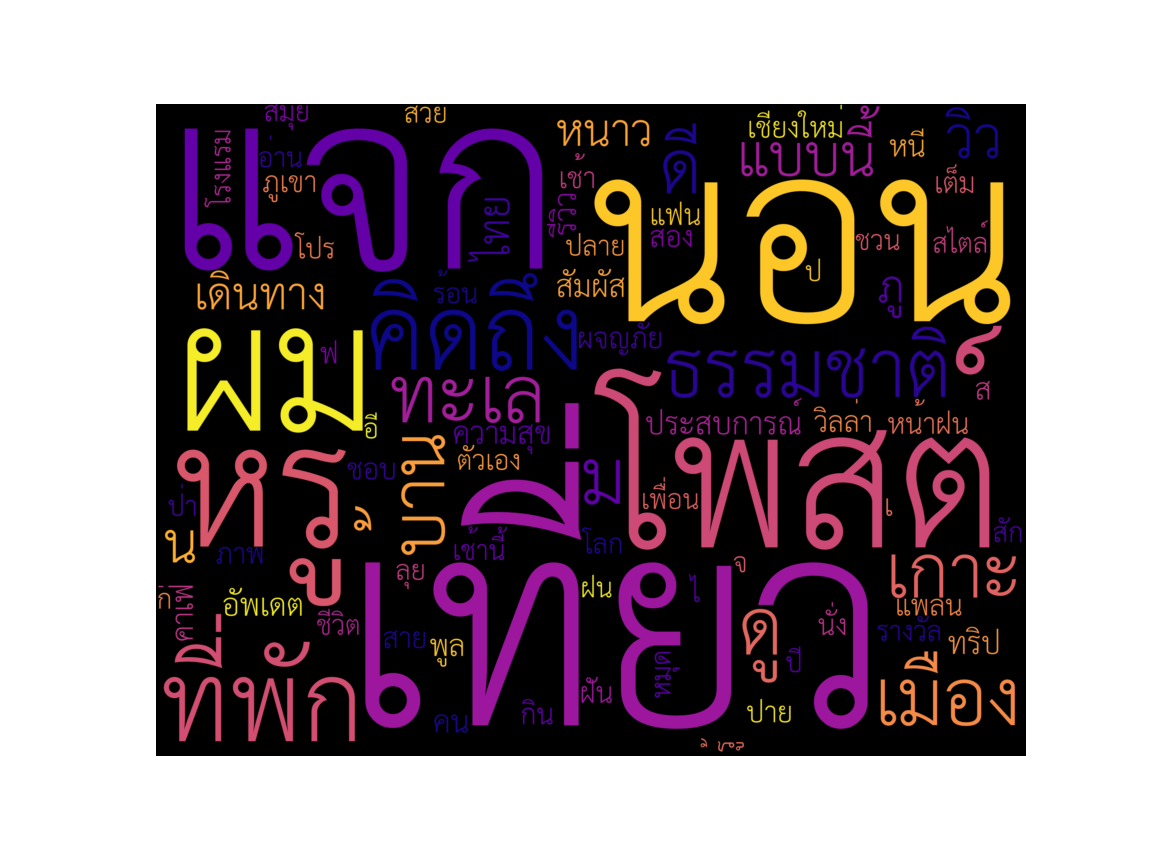 สมุย
สวย
แจก
โรงแรม
อ่าน
ภูเขา
โปร
ไทย
หนาว
ดี
เชียงใหม่
แบบนี้
หนี
วิว
เช้า
รีวิว
แฟน
สอง
นอน
ป
ชวน
เต็ม
สไตล์
ปลาย
สัมผัส
ภู
เดินทาง
ร้อน
คิดถึง
ผจญภัย
ธรรมชาติ
ผม
ฟ
อี
ทะเล
ส
ประสบการณ์
วิลล่า
หน้าฝน
ความสุข
ตัวเอง
โพสต์
หรู
ชอบ
บาน
ม
เพื่อน
เ
ป่า
น
ภาพ
เช้านี้
โลก
สัก
ลุย
เที่ยว
ฝน
ไ
จ
เกาะ
แพลน
ก่
คาเฟ่
อัพเดต
ชีวิต
สาย
พูล
ดู
นั่ง
รางวัล
ทริป
ที่พัก
ฝัน
หมุด
ปี
เมือง
คน
กิน
ปาย